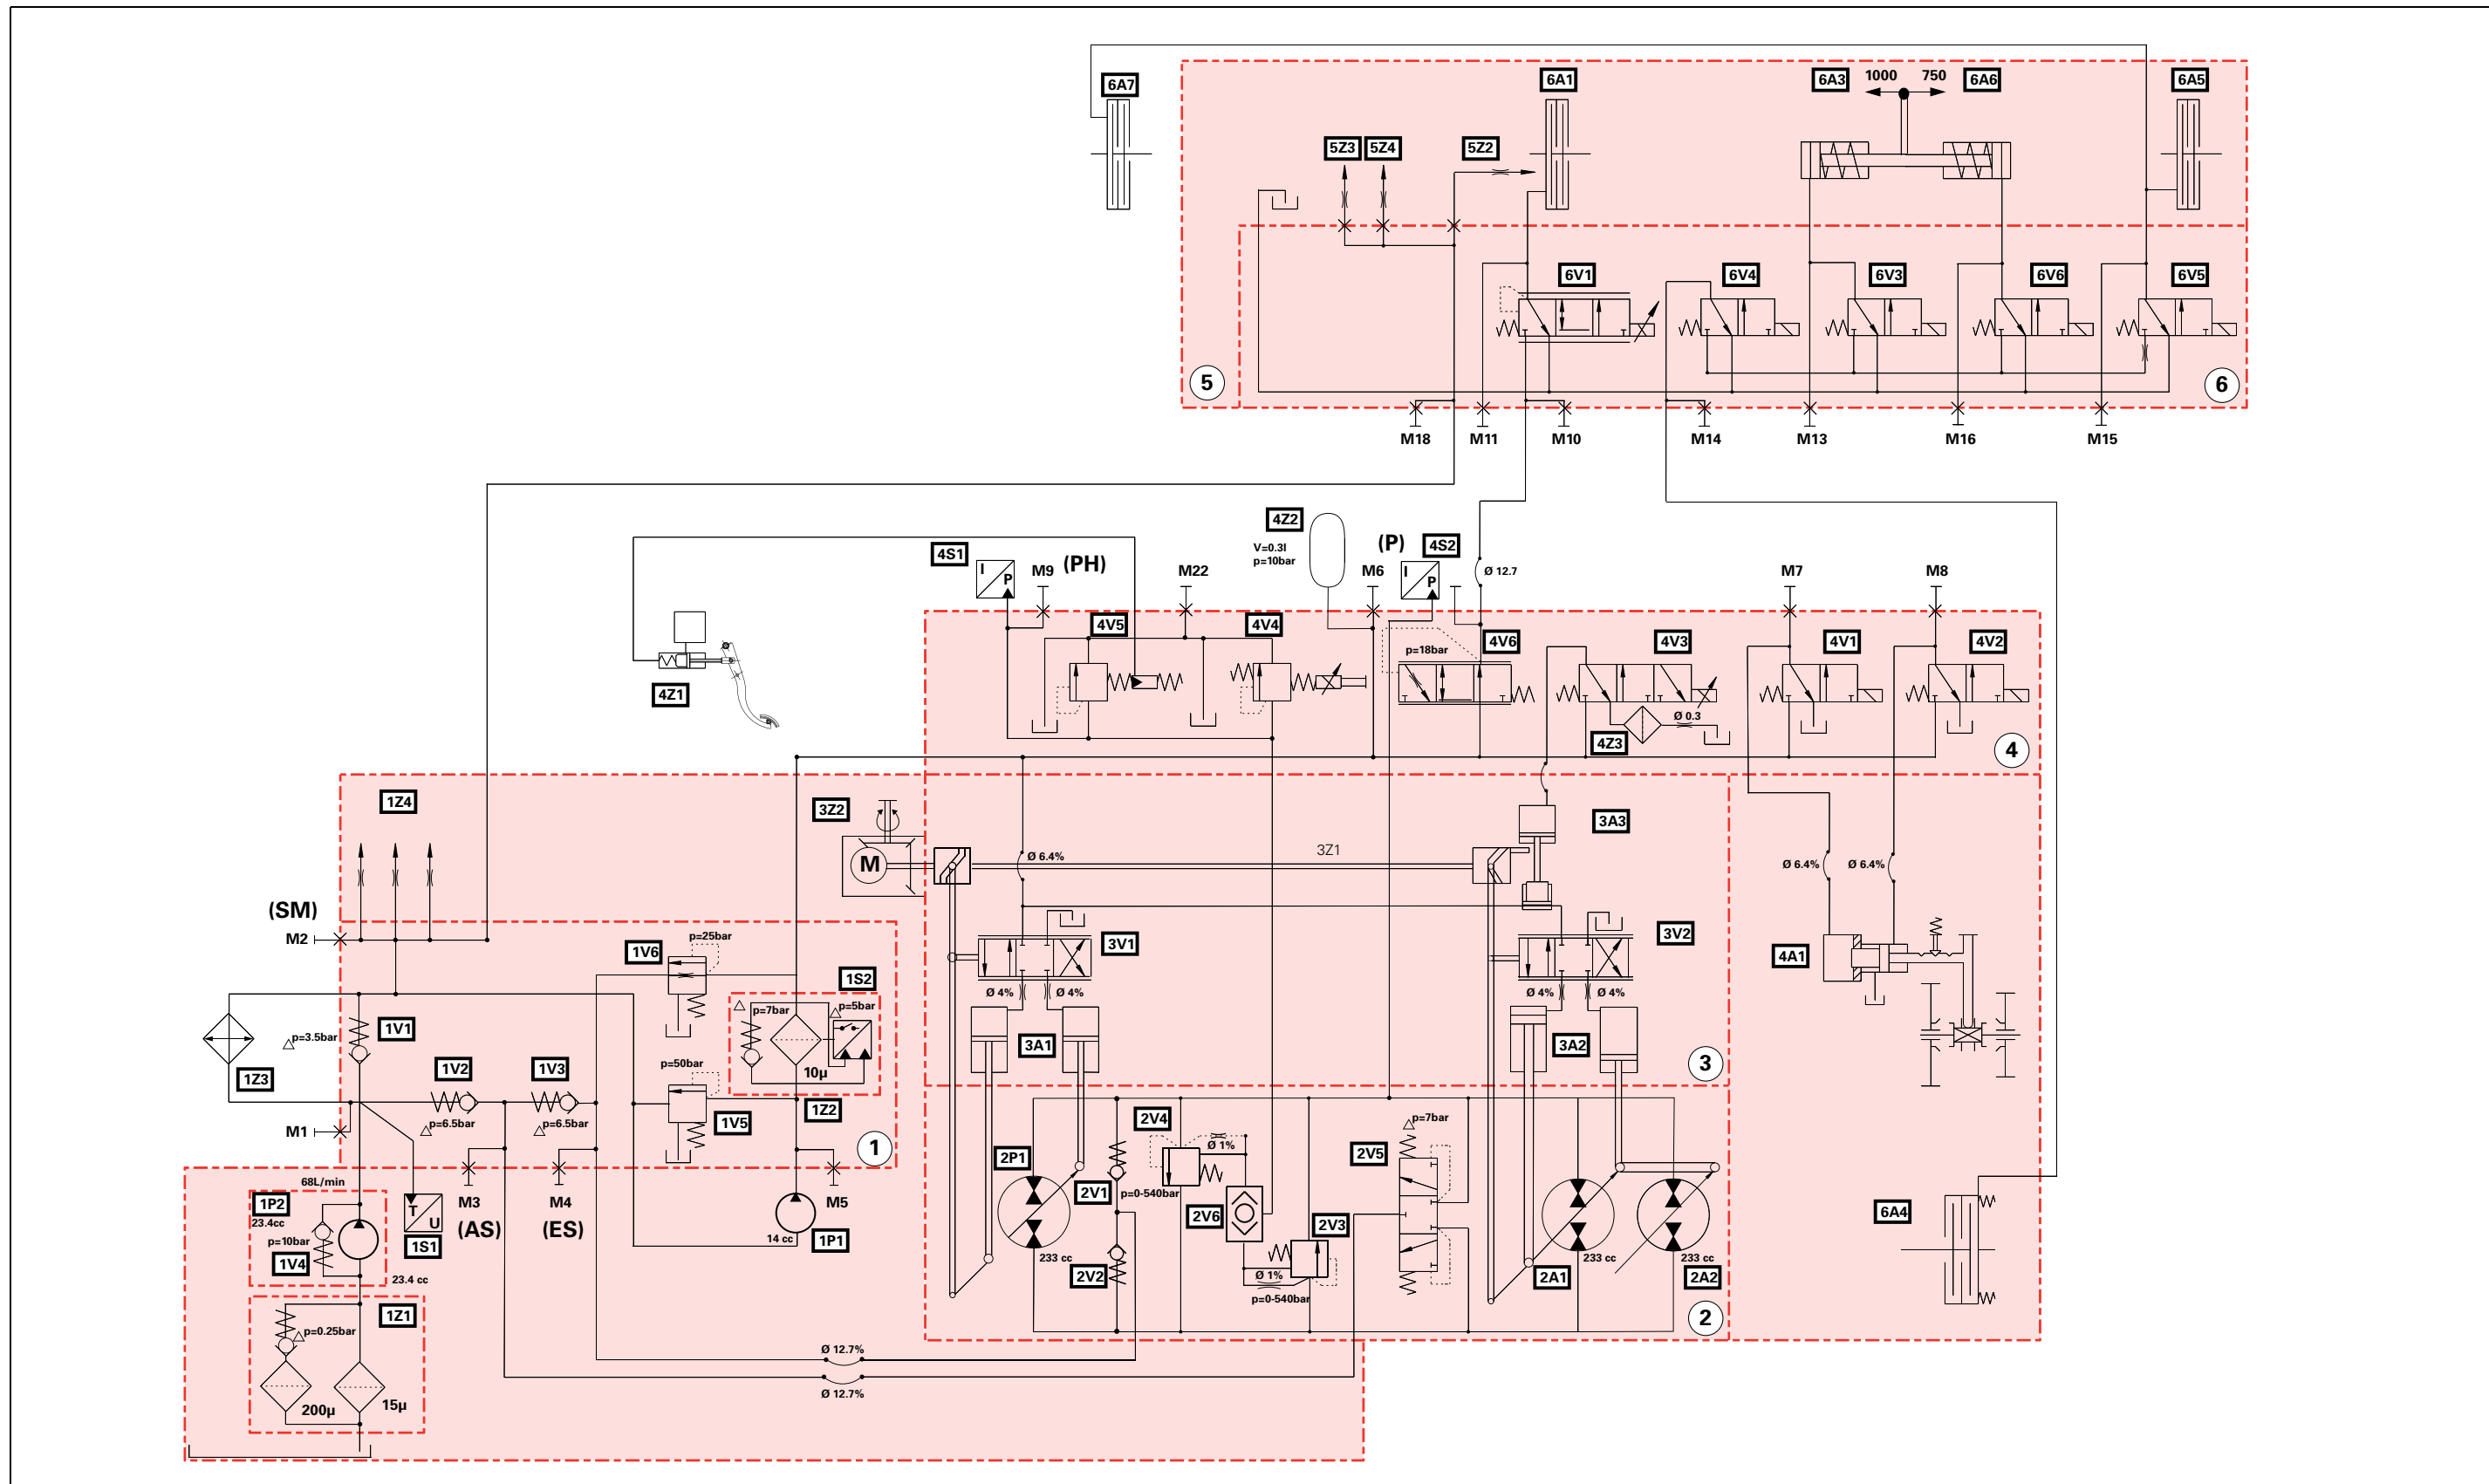 6A7
6A1
6A3
1000
750
6A6
6A5
5Z3
5Z4
5Z2
6V1
6V4
6V3
6V6
6V5
5
6
M18
M11
M10
M14
M13
M16
M15
4Z2
V=0.3l
p=10bar
(P)
4S2
4S1
M9
(PH)
M22
M6
Ø 12.7
M7
M8
4V5
4V4
4V6
4V3
4V1
4V2
p=18bar
4Z1
Ø 0.3
4Z3
4
1Z4
3Z2
3A3
M
Ø 6.4%
3Z1
Ø 6.4%
Ø 6.4%
(SM)
M2
p=25bar
1V6
3V1
3V2
1S2
4A1
p=7bar
p=5bar
Ø 4%
Ø 4%
Ø 4%
Ø 4%
p=3.5bar
1V1
3A1
3A2
1Z3
1V2
1V3
p=50bar
10µ
3
1Z2
1V5
p=6.5bar
p=6.5bar
M1
1
2V4
Ø 1%
p=7bar
2V5
2P1
68L/min
1P2
23.4cc
T
U
1S1
M3
(AS)
M4
(ES)
M5
14 cc
1P1
2V1
p=0-540bar
2V6
2V3
6A4
p=10bar
1V4
23.4 cc
233 cc
2V2
Ø 1%
p=0-540bar
2A1
233 cc
233 cc
2A2
1Z1
p=0.25bar
2
Ø 12.7%
Ø 12.7%
200µ
15µ
I
P
I
P